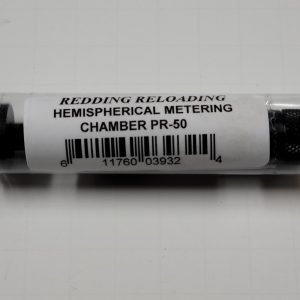 REDDING RELOADING
HEMISPHERICAL METERING
CHAMBER PR-50
6 11760 03932 4